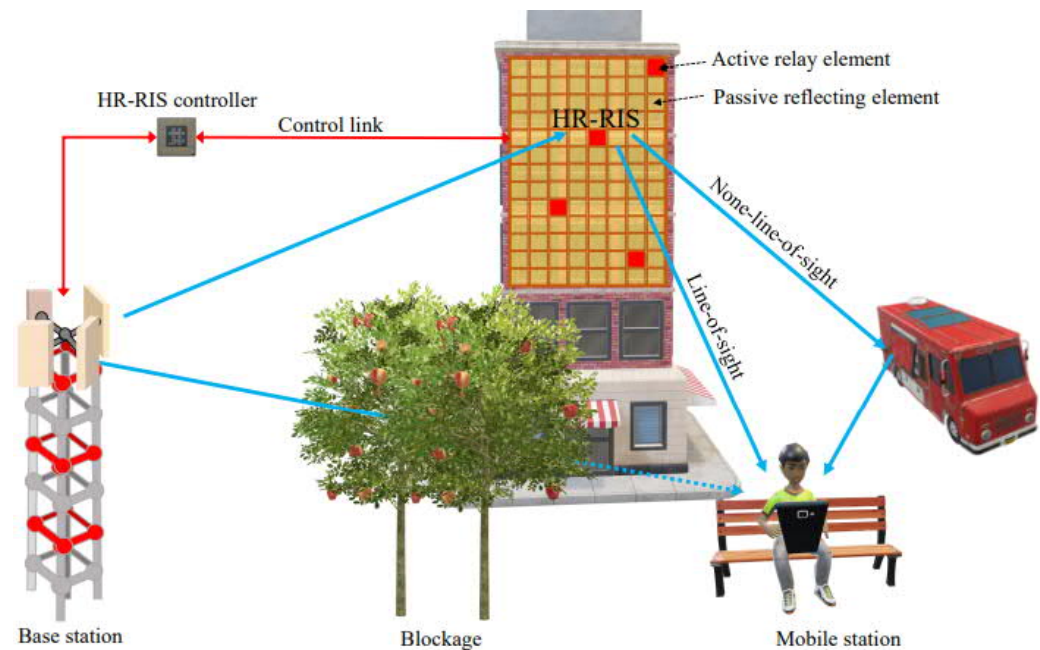 Active relay element
HR-RIS controller
Passive reflecting element
Control link
HR-RIS
None-line-of-sight
Line-of-sight
Base station
Blockage
Mobile station